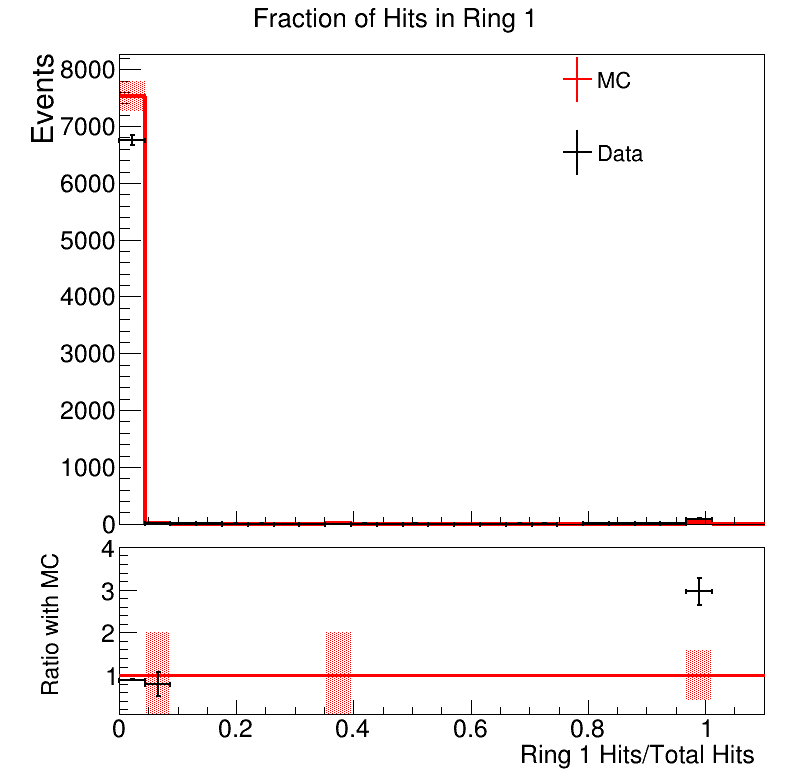 Fraction of Hits in Ring 1
Events
8000
7000
6000
5000
4000
3000
2000
1000
0
MC
Data
Ratio with MC
4
3
2
1
0 0.2 0.4 0.6 0.8 1
Ring 1 Hits/Total Hits